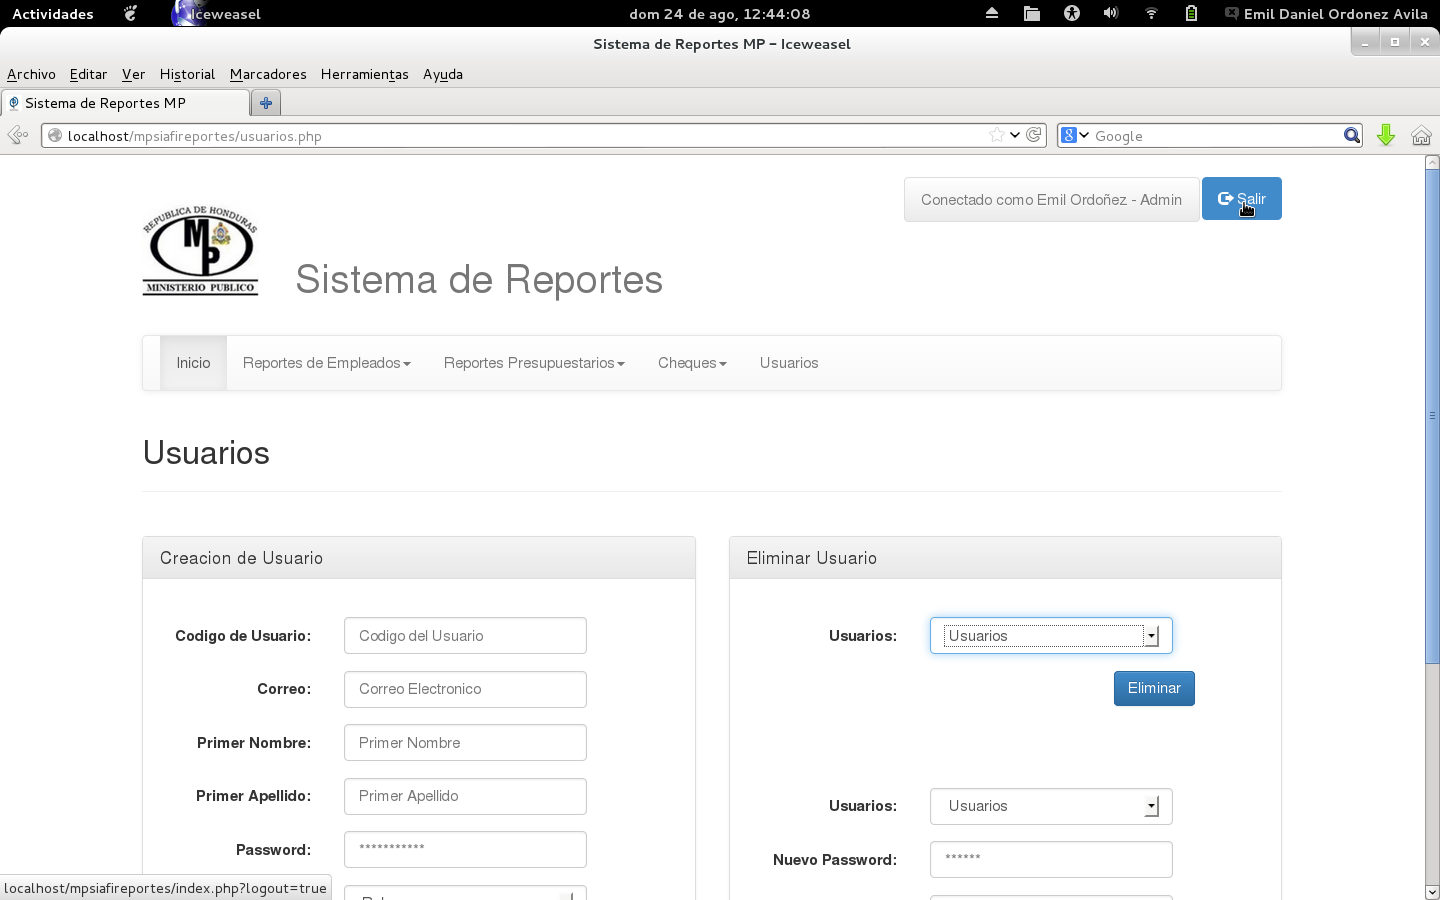 Actividades Iceweasel dom 24 de ago, 12:44:08 Emil Daniel Ordonez Avila
Sistema de Reportes MP - Iceweasel
Archivo Editar Ver Historial Marcadores Herramientas Ayuda
Sistema de Reportes MP
localhost/mpsiafireportes/usuarios.php Google
Conectado como Emil Ordoñez - Admin Salir
REPUBLICA DE HONDURAS
MP
MINISTERIO PUBLICO
Sistema de Reportes
Inicio Reportes de Empleados Reportes Presupuestarios Cheques Usuarios
Usuarios
Creacion de Usuario Eliminar Usuario
Codigo de Usuario: Codigo del Usuario Usuarios: Usuarios
Correo: Correo Electronico Eliminar
Primer Nombre: Primer Nombre
Primer Apellido: Primer Apellido Usuarios: Usuarios
Password: *********** Nuevo Password: ******
localhost/mpsiafireportes/index.php?logout=true